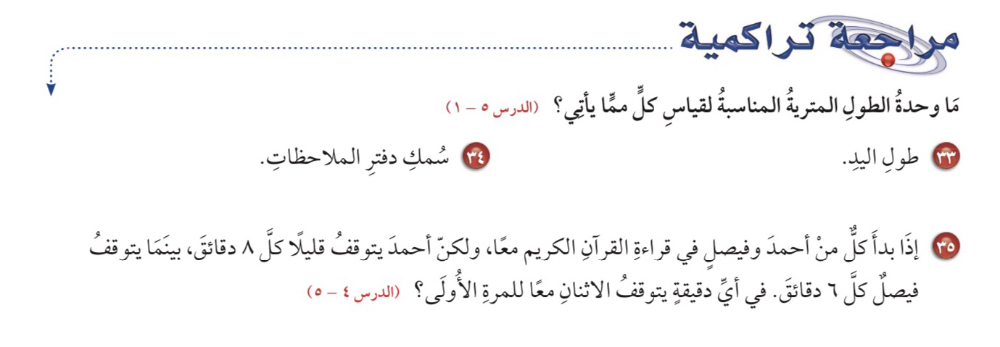 مراجعة تراكمية
مَا وحدةُ الطولِ المتريةُ المناسبةُ لقياسِ كلٍّ ممَّا يأتِي؟ (الدرس ٥ – ١)
٣٣ طولِ اليدِ. ٣٤ سُمكِ دفترِ الملاحظاتِ.
٣٥ إذَا بدأَ كلٌّ منْ أحمدَ وفيصلٍ في قراءةِ القرآنِ الكريم معًا، ولكنّ أحمدَ يتوقفُ قليلًا كلَّ ٨ دقائقَ، بينَمَا يتوقفُ
فيصلٌ كلَّ ٦ دقائقَ. في أيِّ دقيقةٍ يتوقفُ الاثنانِ معًا للمرةِ الأُولَى؟ (الدرس ٤ – ٥)